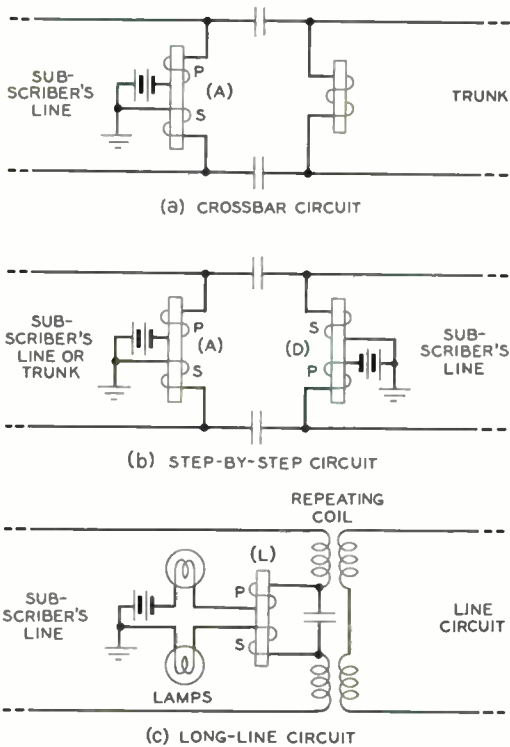 SUB-
SCRIBER'S
LINE
P
(A)
S
TRUNK
(a) CROSSBAR CIRCUIT
SUB-
SCRIBER'S
LINE OR
TRUNK
P
(A)
S
S
(D)
P
SUB-
SCRIBER'S
LINE
(b) STEP-BY-STEP CIRCUIT
REPEATING
COIL
(L)
P
S
SUB-
SCRIBER'S
LINE
LAMPS
LINE
CIRCUIT
(c) LONG-LINE CIRCUIT